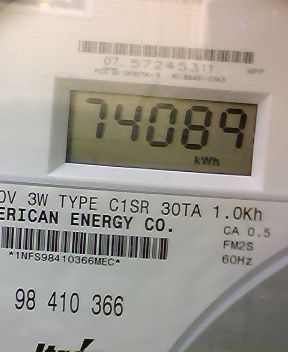 07 57245311
74089
kWh
0V 3W TYPE C1SR 30TA 1.0Kh
ERICAN ENERGY CO.
CA 0.5
FM2S
*1NFS98410366MEC*
60Hz
98 410 366